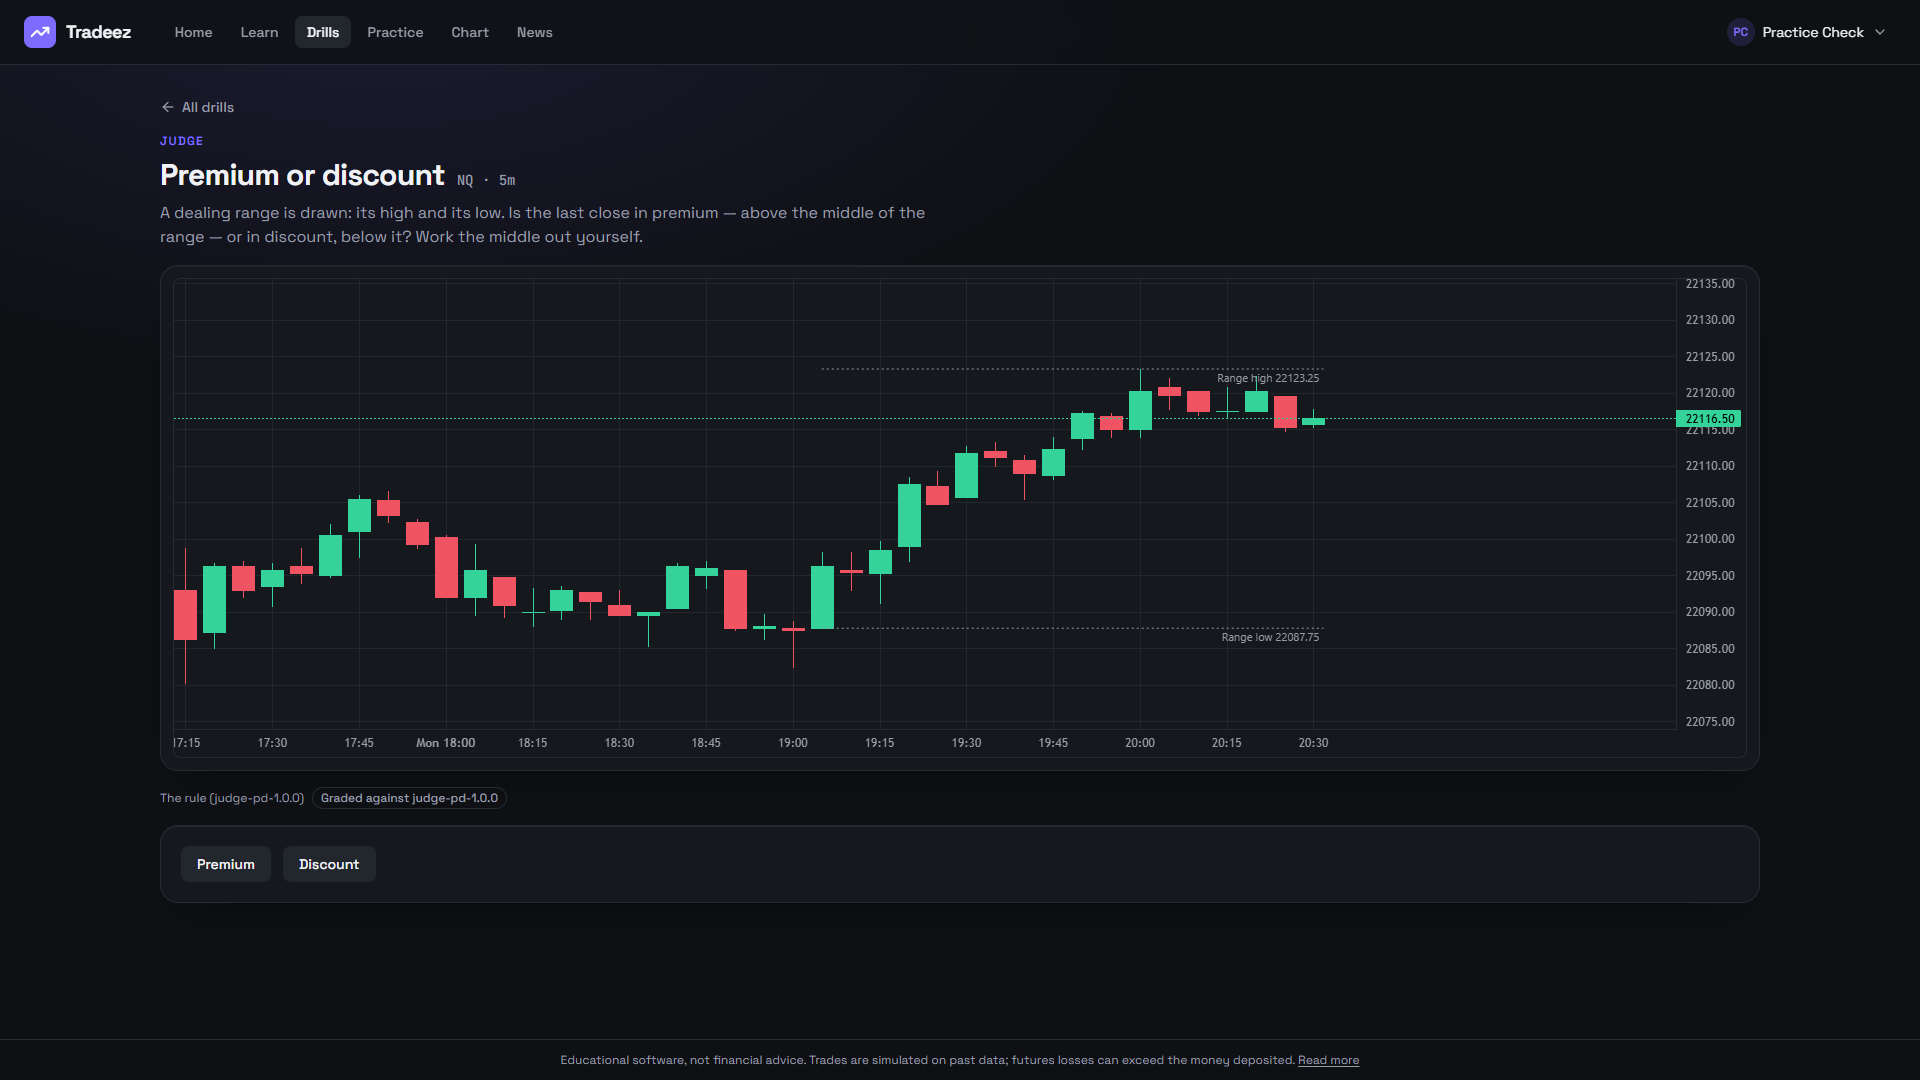 Tradeez Home Learn Drills Practice Chart News PC Practice Check
All drills
JUDGE
Premium or discount NQ · 5m
A dealing range is drawn: its high and its low. Is the last close in premium — above the middle of the
range — or in discount, below it? Work the middle out yourself.
22135.00
22130.00
22125.00
Range high 22123.25
22120.00
22116.50
22115.00
22110.00
22105.00
22100.00
22095.00
22090.00
Range low 22087.75
22085.00
22080.00
22075.00
17:15 17:30 17:45 Mon 18:00 18:15 18:30 18:45 19:00 19:15 19:30 19:45 20:00 20:15 20:30
The rule (judge-pd-1.0.0) Graded against judge-pd-1.0.0
Premium Discount
Educational software, not financial advice. Trades are simulated on past data; futures losses can exceed the money deposited. Read more